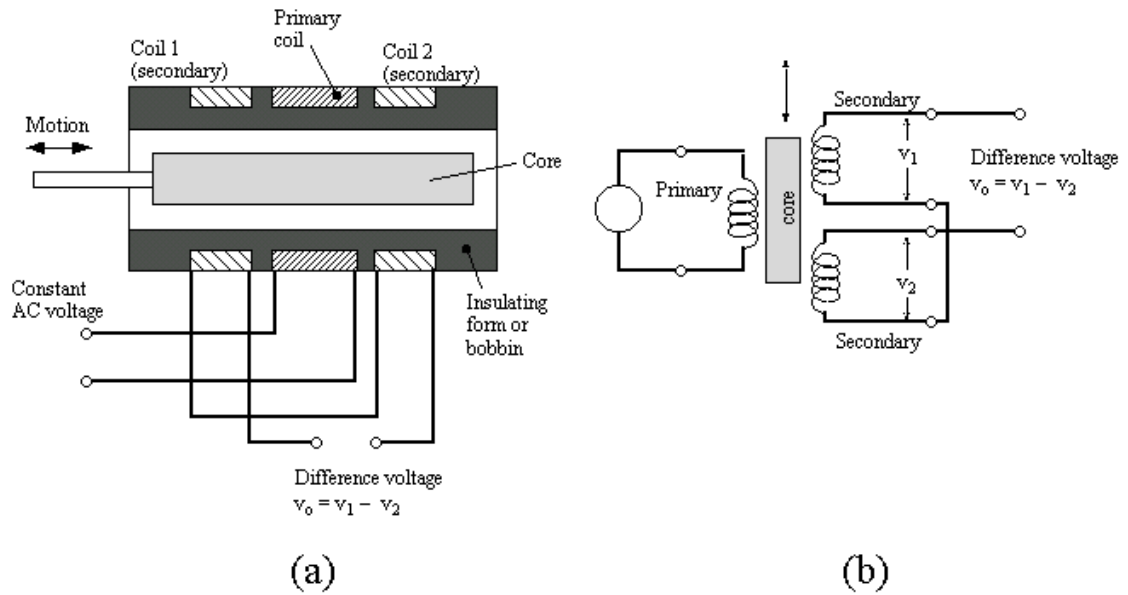 Primary
coil
Coil 1
(secondary)
Coil 2
(secondary)
Motion
Core
Constant
AC voltage
Insulating
form or
bobbin
Difference voltage
vo = v1 – v2
(a)
Secondary
v1
Difference voltage
vo = v1 – v2
Primary
core
v2
Secondary
(b)